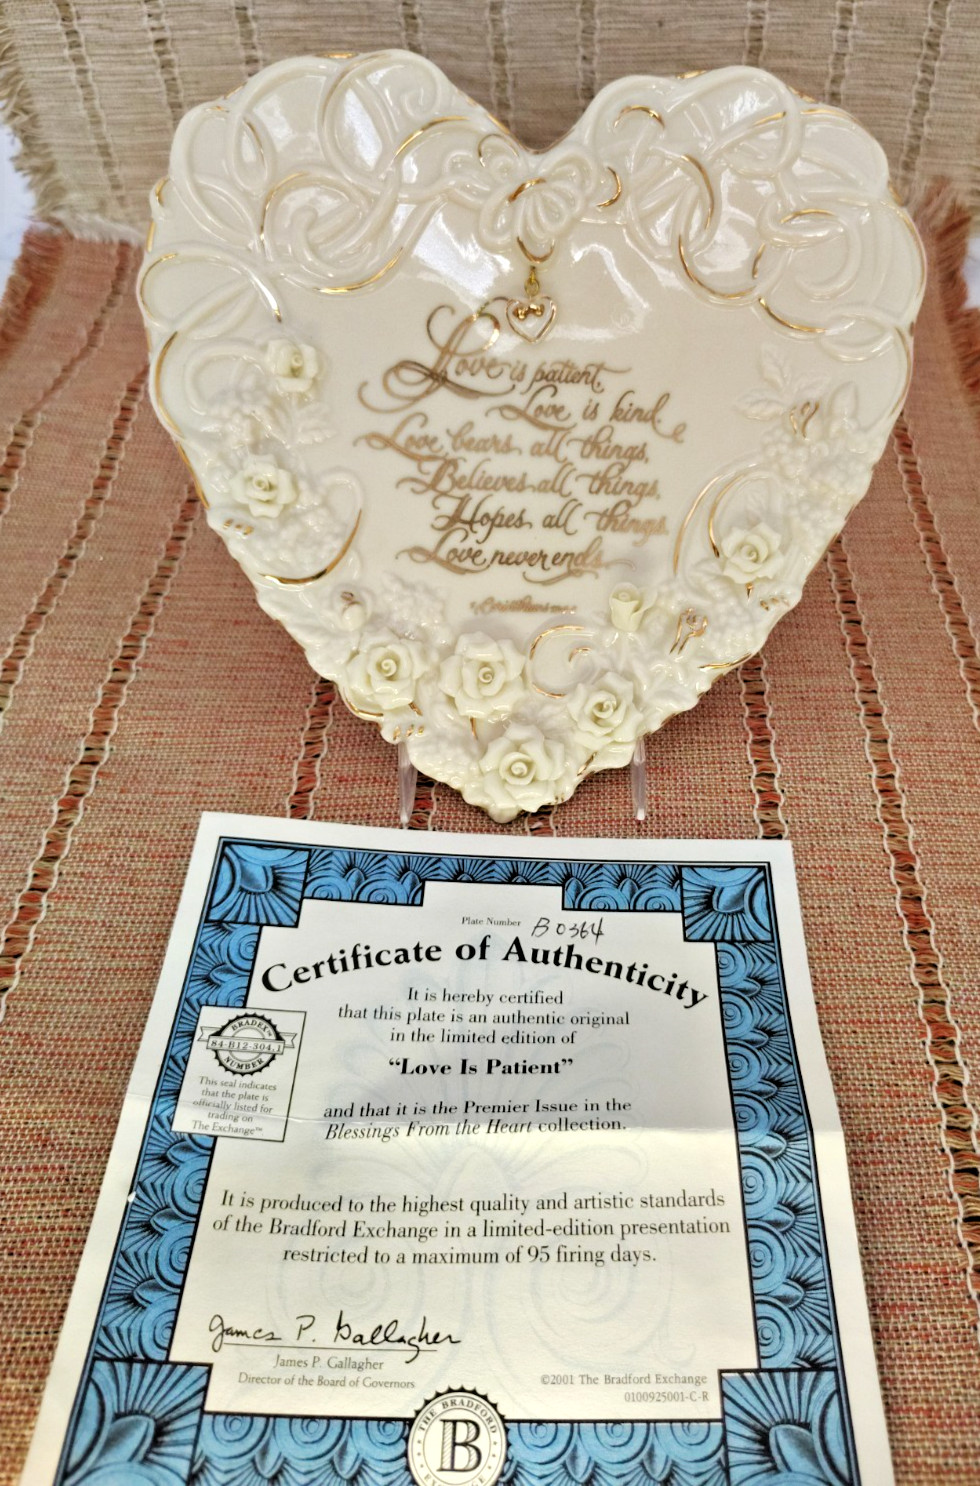 Love is patient,
Love is kind.
Love bears all things,
Believes all things,
Hopes all things.
Love never ends.
Plate Number B0364
Certificate of Authenticity
It is hereby certified
that this plate is an authentic original
in the limited edition of
“Love Is Patient”
and that it is the Premier Issue in the
Blessings From the Heart collection.
BRADEX™
84-B12-304.1
NUMBER
This seal indicates
that the plate is
officially listed for
trading on
The Exchange™
It is produced to the highest quality and artistic standards
of the Bradford Exchange in a limited-edition presentation
restricted to a maximum of 95 firing days.
James P. Gallagher
James P. Gallagher
Director of the Board of Governors
©2001 The Bradford Exchange
0100925001-C-R
THE BRADFORD
B